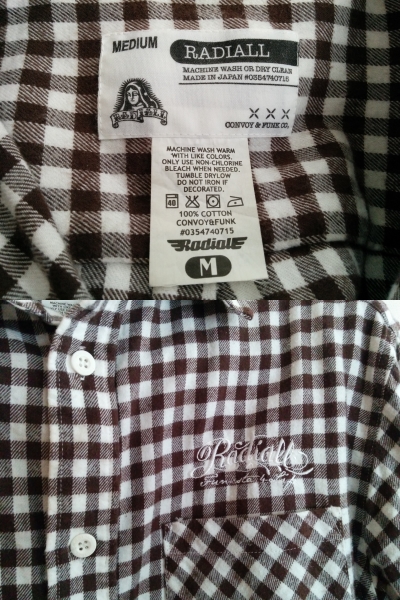 MEDIUM
RADIALL
MACHINE WASH OR DRY CLEAN
MADE IN JAPAN #0354740715
RADIALL
CONVOY & FUNK CO.
MACHINE WASH WARM
WITH LIKE COLORS.
ONLY USE NON-CHLORINE
BLEACH WHEN NEEDED.
TUMBLE DRYLOW
DO NOT IRON IF
DECORATED.
40
100% COTTON
CONVOY&FUNK
#0354740715
RADIALL
M
Radiall